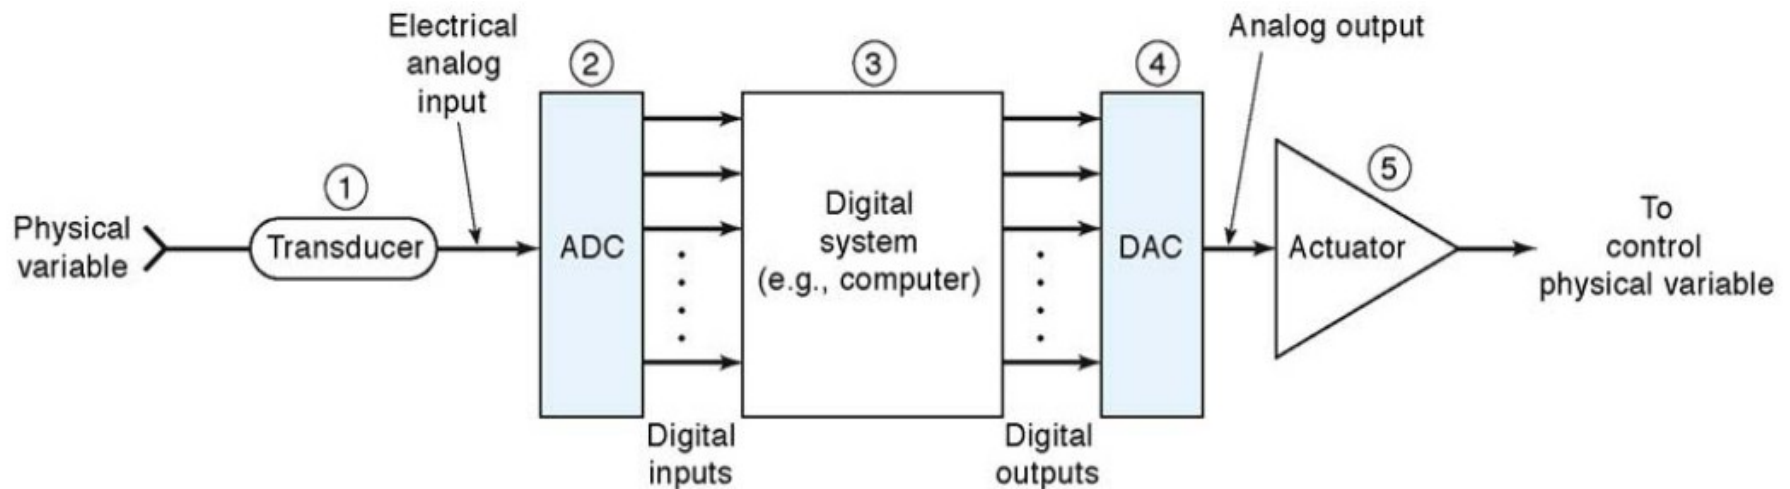 Physical
variable
1
Transducer
Electrical
analog
input
2
ADC
Digital
inputs
3
Digital
system
(e.g., computer)
Digital
outputs
4
DAC
Analog output
5
Actuator
To
control
physical variable